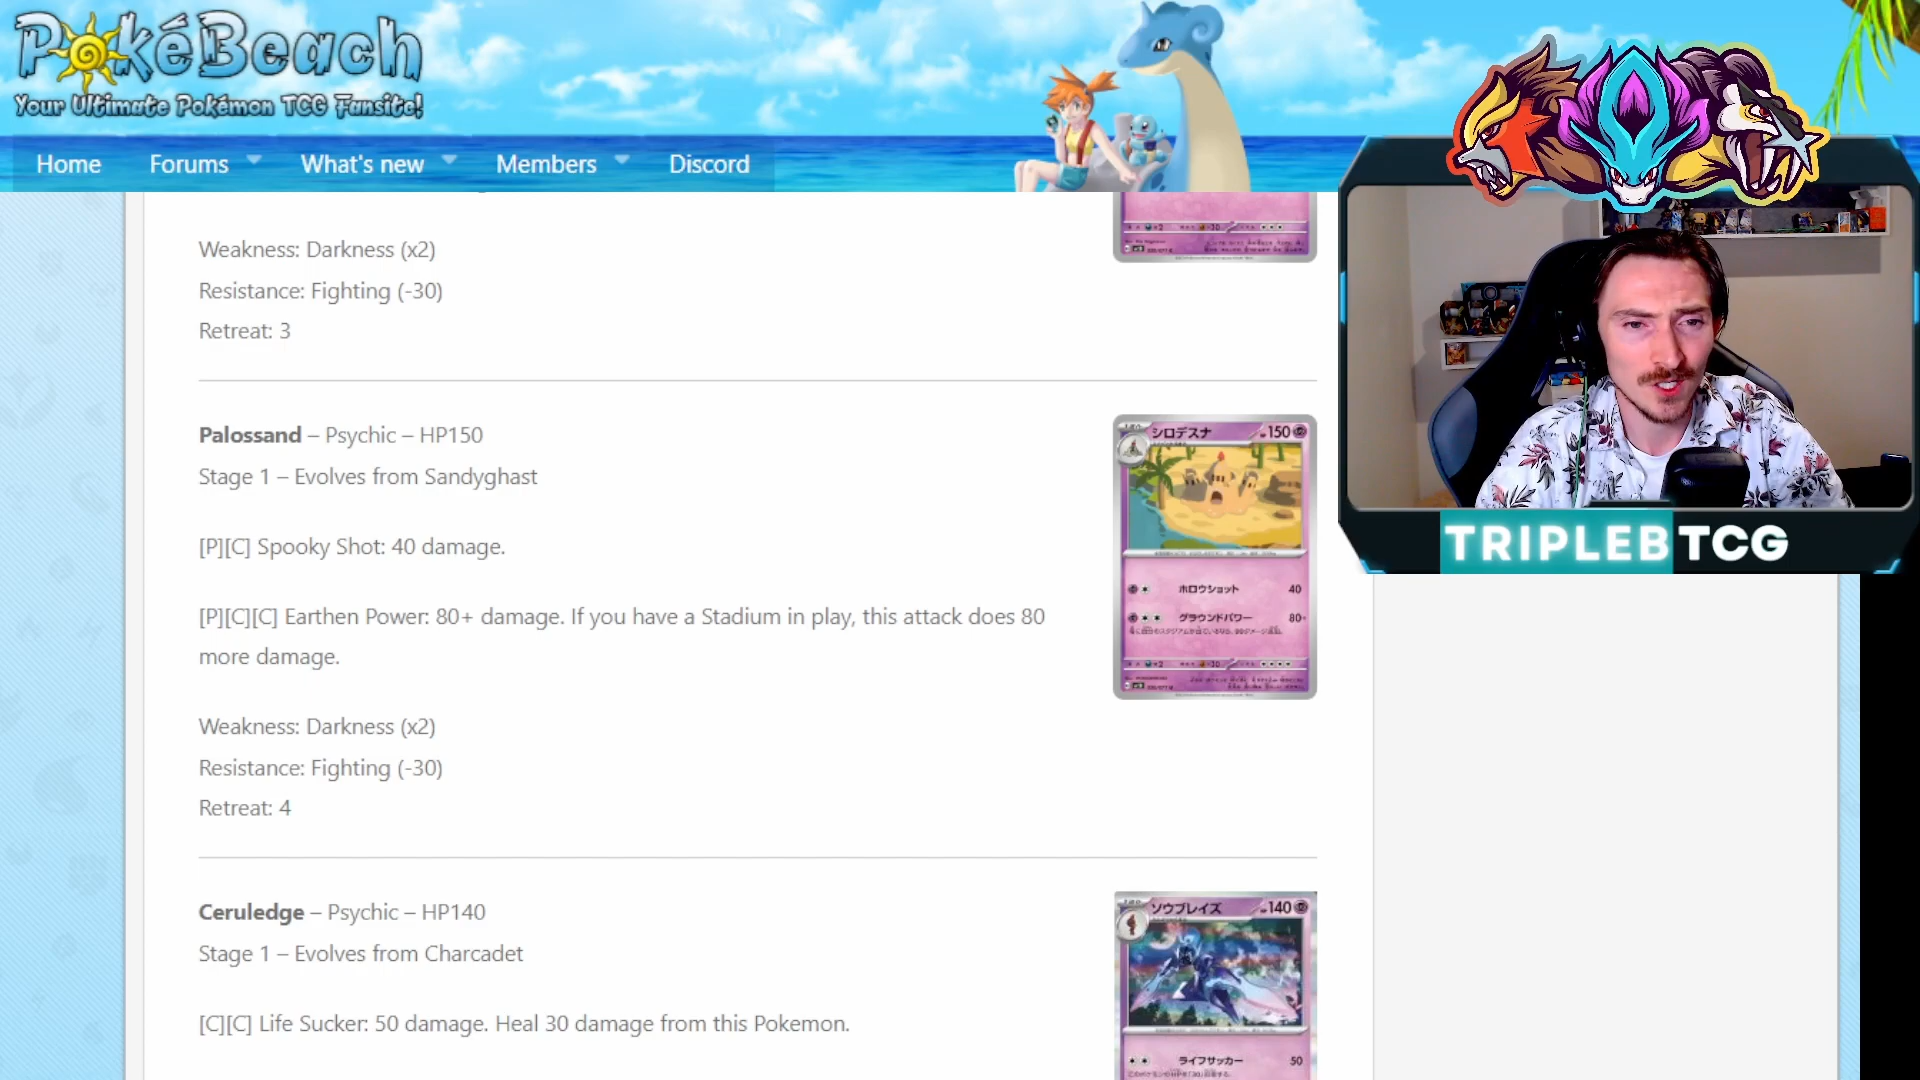 PokéBeach
Your Ultimate Pokémon TCG Fansite!
Home
Forums
What's new
Members
Discord
Weakness: Darkness (x2)
Resistance: Fighting (-30)
Retreat: 3
Palossand – Psychic – HP150
Stage 1 – Evolves from Sandyghast
[P][C] Spooky Shot: 40 damage.
[P][C][C] Earthen Power: 80+ damage. If you have a Stadium in play, this attack does 80
more damage.
Weakness: Darkness (x2)
Resistance: Fighting (-30)
Retreat: 4
シロデスナ 150
ホロウショット 40
グラウンドパワー 80+
Ceruledge – Psychic – HP140
Stage 1 – Evolves from Charcadet
[C][C] Life Sucker: 50 damage. Heal 30 damage from this Pokemon.
ソウブレイズ 140
ライフサッカー 50
TRIPLEB TCG